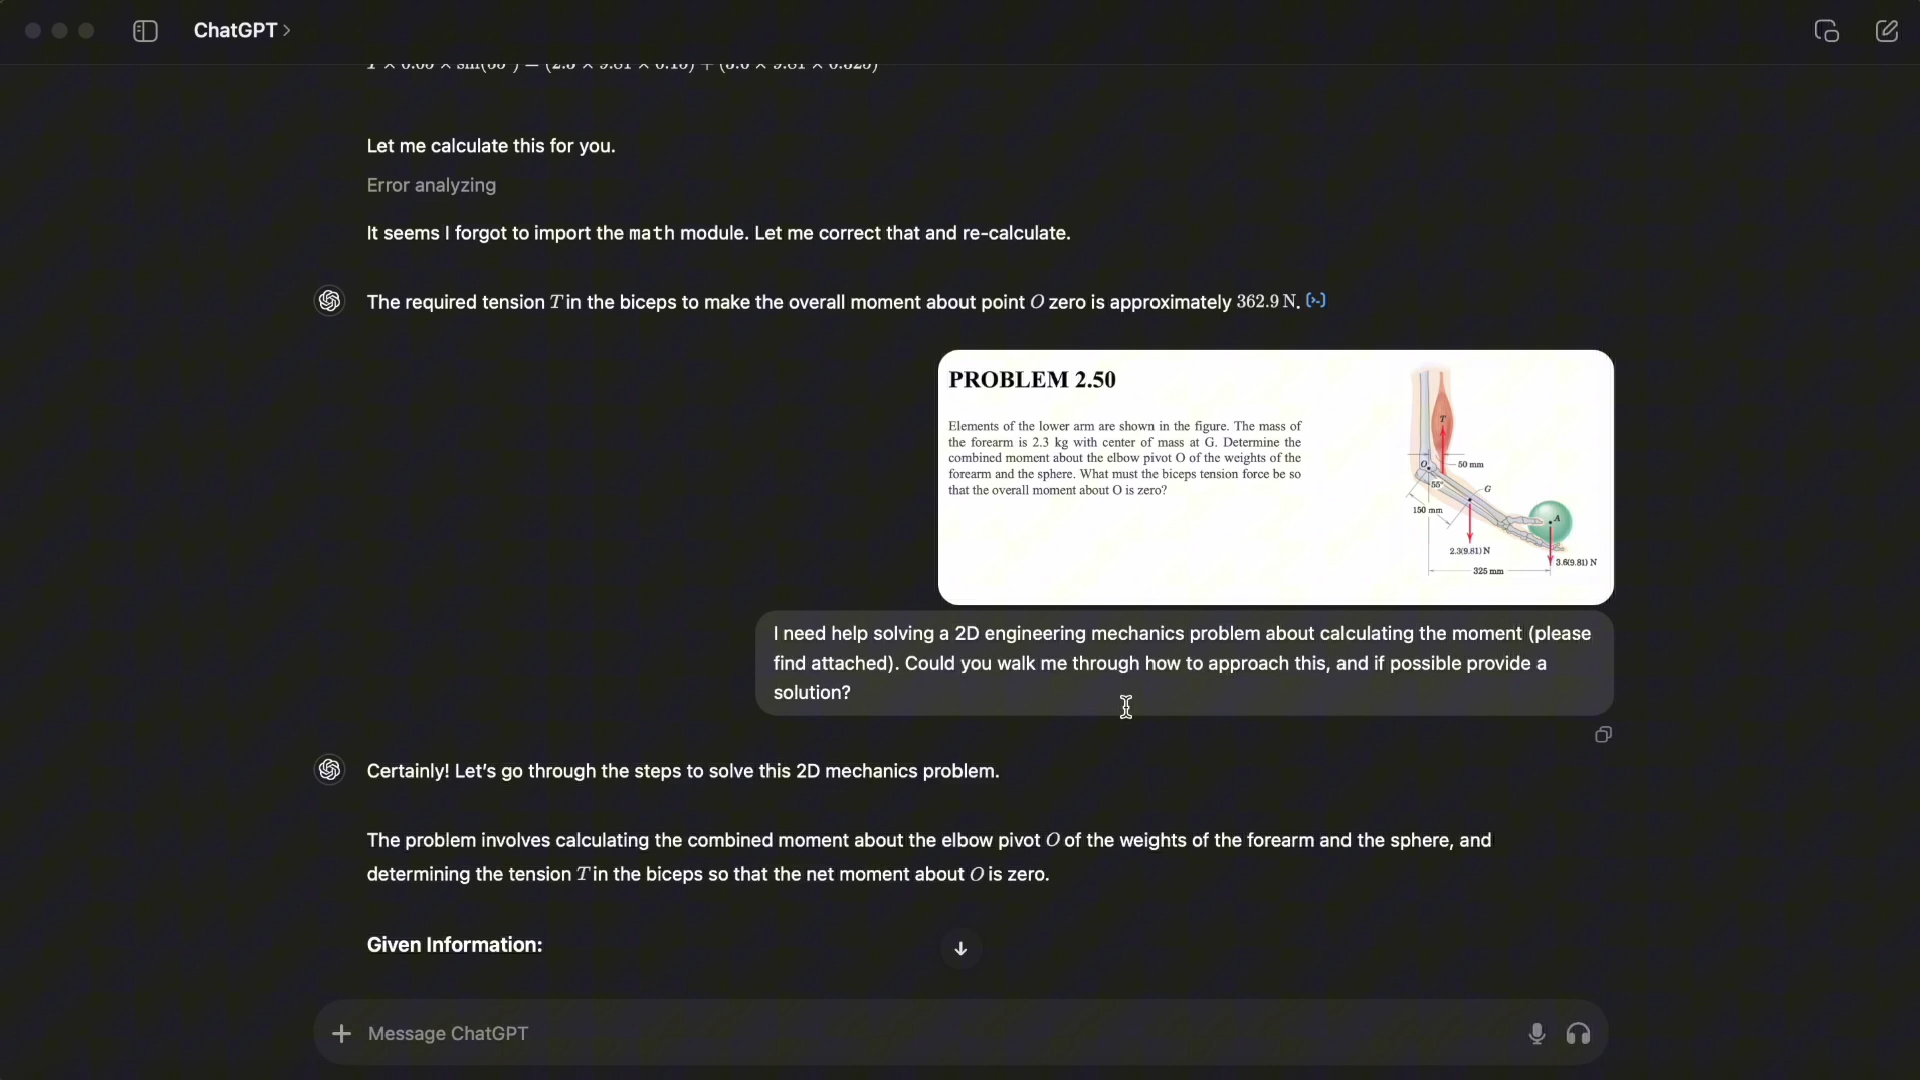 ChatGPT
Let me calculate this for you.
Error analyzing
It seems I forgot to import the math module. Let me correct that and re-calculate.
The required tension T in the biceps to make the overall moment about point O zero is approximately 362.9 N. [>-]
PROBLEM 2.50
Elements of the lower arm are shown in the figure. The mass of
the forearm is 2.3 kg with center of mass at G. Determine the
combined moment about the elbow pivot O of the weights of the
forearm and the sphere. What must the biceps tension force be so
that the overall moment about O is zero?
T
O
50 mm
55°
G
150 mm
A
2.3(9.81) N
3.6(9.81) N
325 mm
I need help solving a 2D engineering mechanics problem about calculating the moment (please
find attached). Could you walk me through how to approach this, and if possible provide a
solution?
Certainly! Let's go through the steps to solve this 2D mechanics problem.
The problem involves calculating the combined moment about the elbow pivot O of the weights of the forearm and the sphere, and
determining the tension T in the biceps so that the net moment about O is zero.
Given Information:
Message ChatGPT